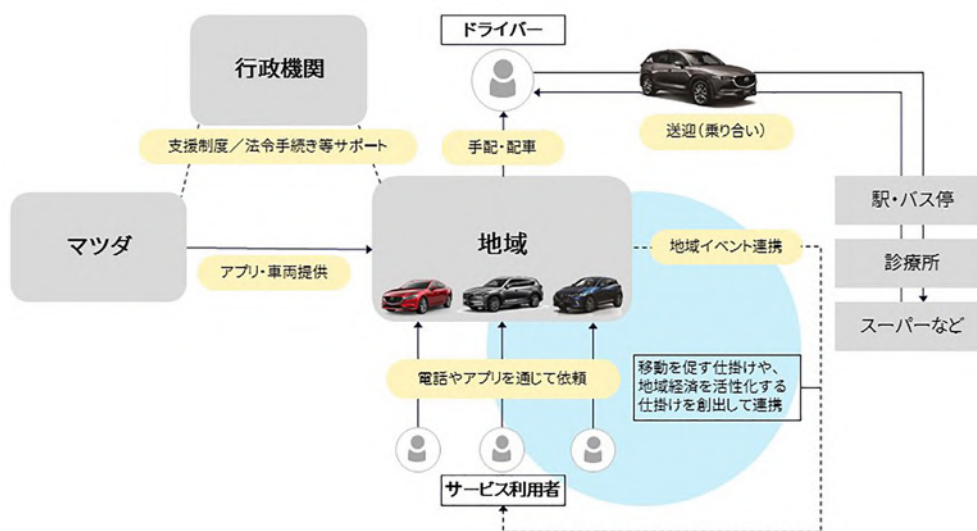 ドライバー
行政機関
支援制度／法令手続き等サポート
手配・配車
送迎（乗り合い）
マツダ
アプリ・車両提供
地域
地域イベント連携
駅・バス停
診療所
スーパーなど
電話やアプリを通じて依頼
移動を促す仕掛けや、
地域経済を活性化する
仕掛けを創出して連携
サービス利用者